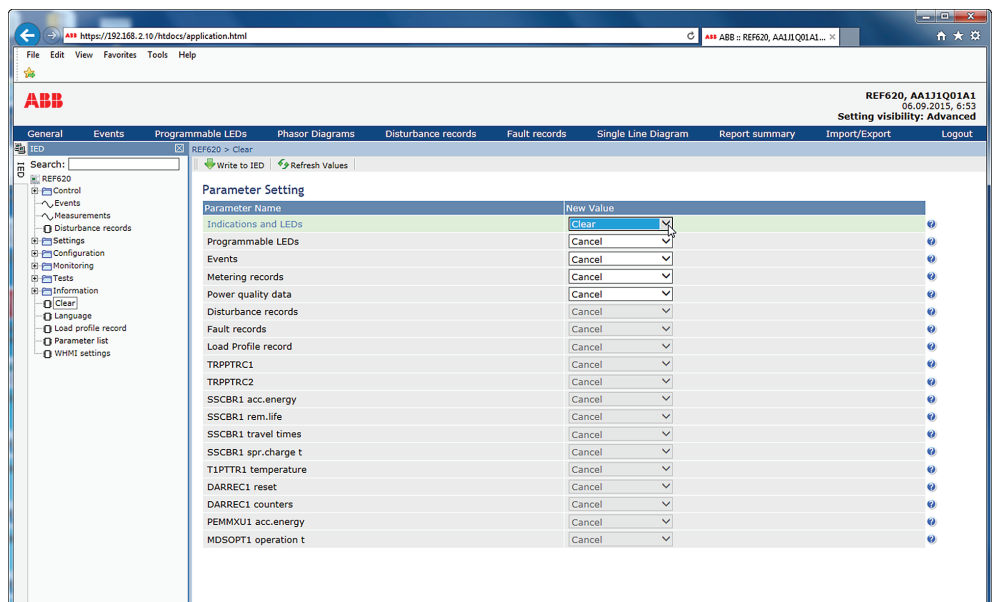 https://192.168.2.10/htdocs/application.html
ABB :: REF620, AA1J1Q01A1...
File Edit View Favorites Tools Help
ABB
REF620, AA1J1Q01A1
06.09.2015, 6:53
Setting visibility: Advanced
General Events Programmable LEDs Phasor Diagrams Disturbance records Fault records Single Line Diagram Report summary Import/Export Logout
IED
REF620 > Clear
IED
Search:
Write to IED Refresh Values
REF620
Control
Events
Measurements
Disturbance records
Settings
Configuration
Monitoring
Tests
Information
Clear
Language
Load profile record
Parameter list
WHMI settings
Parameter Setting
Parameter Name New Value
Indications and LEDs Clear
Programmable LEDs Cancel
Events Cancel
Metering records Cancel
Power quality data Cancel
Disturbance records Cancel
Fault records Cancel
Load Profile record Cancel
TRPPTRC1 Cancel
TRPPTRC2 Cancel
SSCBR1 acc.energy Cancel
SSCBR1 rem.life Cancel
SSCBR1 travel times Cancel
SSCBR1 spr.charge t Cancel
T1PTTR1 temperature Cancel
DARREC1 reset Cancel
DARREC1 counters Cancel
PEMMXU1 acc.energy Cancel
MDSOPT1 operation t Cancel